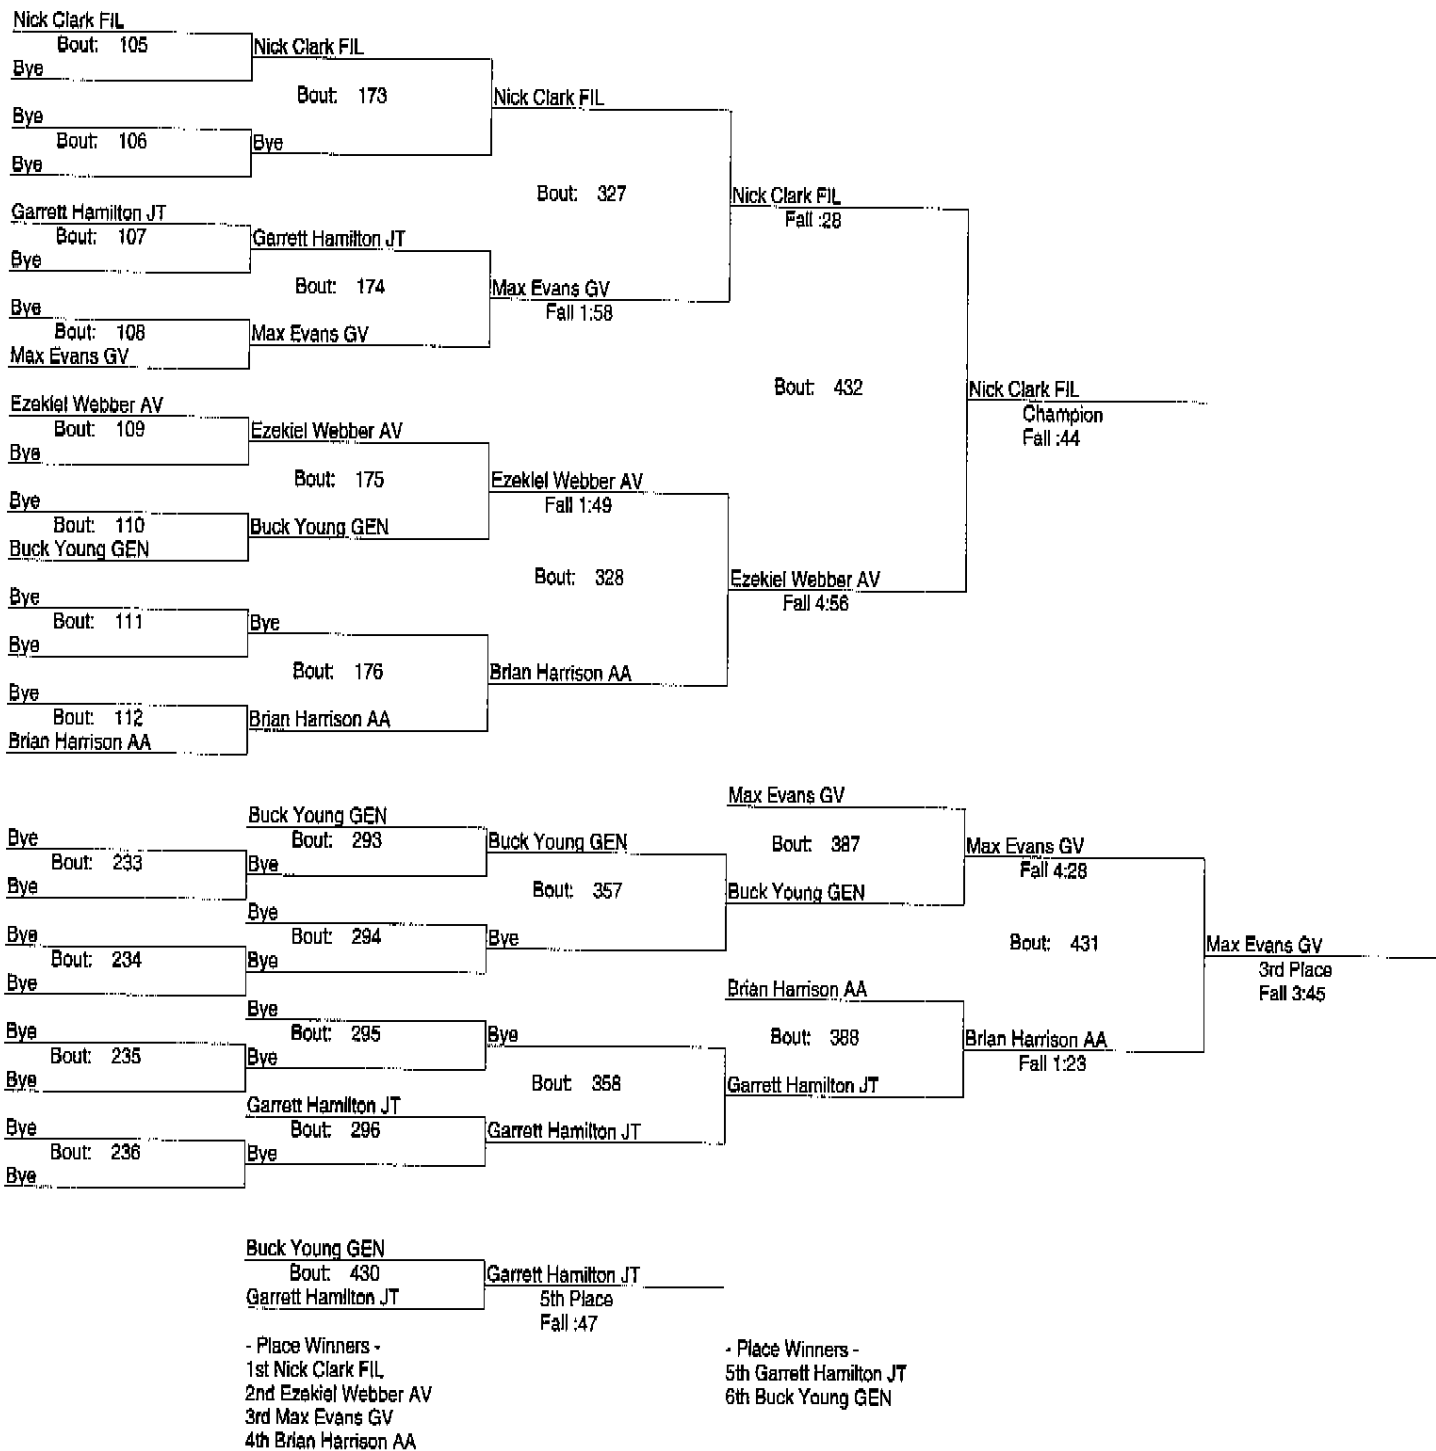 Nick Clark FIL
Bout: 105
Bye
Nick Clark FIL
Bout: 173
Bye
Bout: 106
Bye
Bye
Nick Clark FIL
Bout: 327
Garrett Hamilton JT
Bout: 107
Bye
Garrett Hamilton JT
Bout: 174
Bye
Bout: 108
Max Evans GV
Max Evans GV
Max Evans GV
Fall 1:58
Nick Clark FIL
Fall :28
Bout: 432
Ezekiel Webber AV
Bout: 109
Bye
Ezekiel Webber AV
Bout: 175
Bye
Bout: 110
Buck Young GEN
Buck Young GEN
Ezekiel Webber AV
Fall 1:49
Bout: 328
Bye
Bout: 111
Bye
Bye
Bout: 176
Bye
Bout: 112
Brian Harrison AA
Brian Harrison AA
Brian Harrison AA
Ezekiel Webber AV
Fall 4:56
Nick Clark FIL
Champion
Fall :44
Bye
Bout: 233
Bye
Buck Young GEN
Bout: 293
Bye
Buck Young GEN
Bout: 357
Bye
Bout: 234
Bye
Bye
Bout: 294
Bye
Bye
Max Evans GV
Bout: 387
Buck Young GEN
Max Evans GV
Fall 4:28
Bout: 431
Bye
Bout: 235
Bye
Bye
Bout: 295
Bye
Bye
Bout: 358
Bye
Bout: 236
Bye
Garrett Hamilton JT
Bout: 296
Bye
Garrett Hamilton JT
Brian Harrison AA
Bout: 388
Garrett Hamilton JT
Brian Harrison AA
Fall 1:23
Max Evans GV
3rd Place
Fall 3:45
Buck Young GEN
Bout: 430
Garrett Hamilton JT
Garrett Hamilton JT
5th Place
Fall :47
- Place Winners -
1st Nick Clark FIL
2nd Ezekiel Webber AV
3rd Max Evans GV
4th Brian Harrison AA
- Place Winners -
5th Garrett Hamilton JT
6th Buck Young GEN